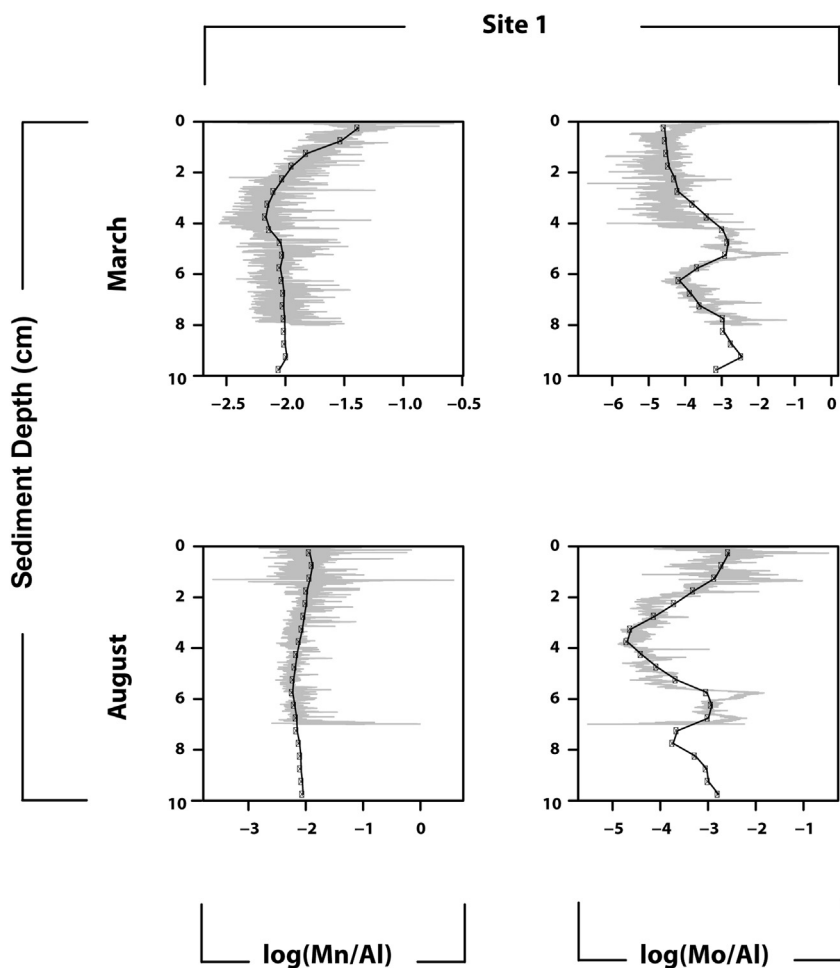 Site 1
Sediment Depth (cm)
March
0
2
4
6
8
10
−2.5 −2.0 −1.5 −1.0 −0.5
0
2
4
6
8
10
−6 −5 −4 −3 −2 −1 0
August
0
2
4
6
8
10
−3 −2 −1 0
0
2
4
6
8
10
−5 −4 −3 −2 −1
log(Mn/Al) log(Mo/Al)